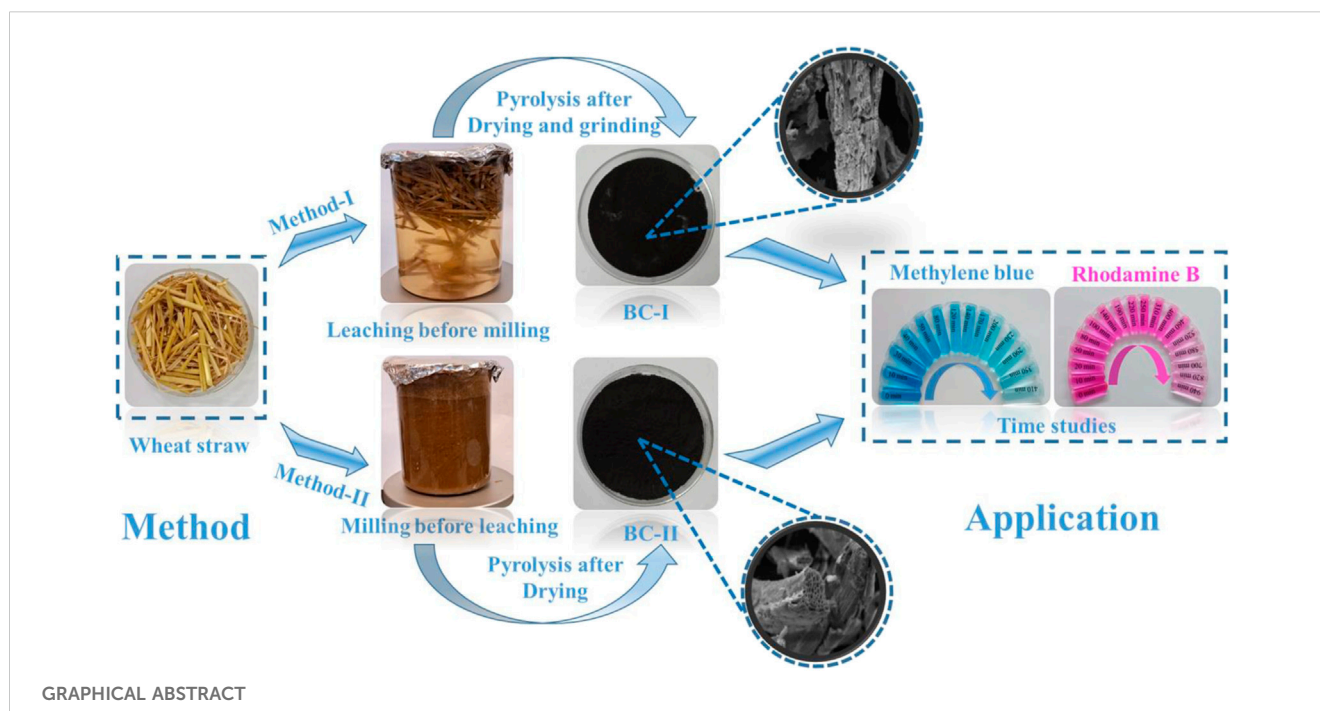 Pyrolysis after
Drying and grinding
Method-I
Leaching before milling
BC-I
Methylene blue
Rhodamine B
Wheat straw
Method-II
Method
Milling before leaching
BC-II
Pyrolysis after
Drying
Time studies
Application
GRAPHICAL ABSTRACT